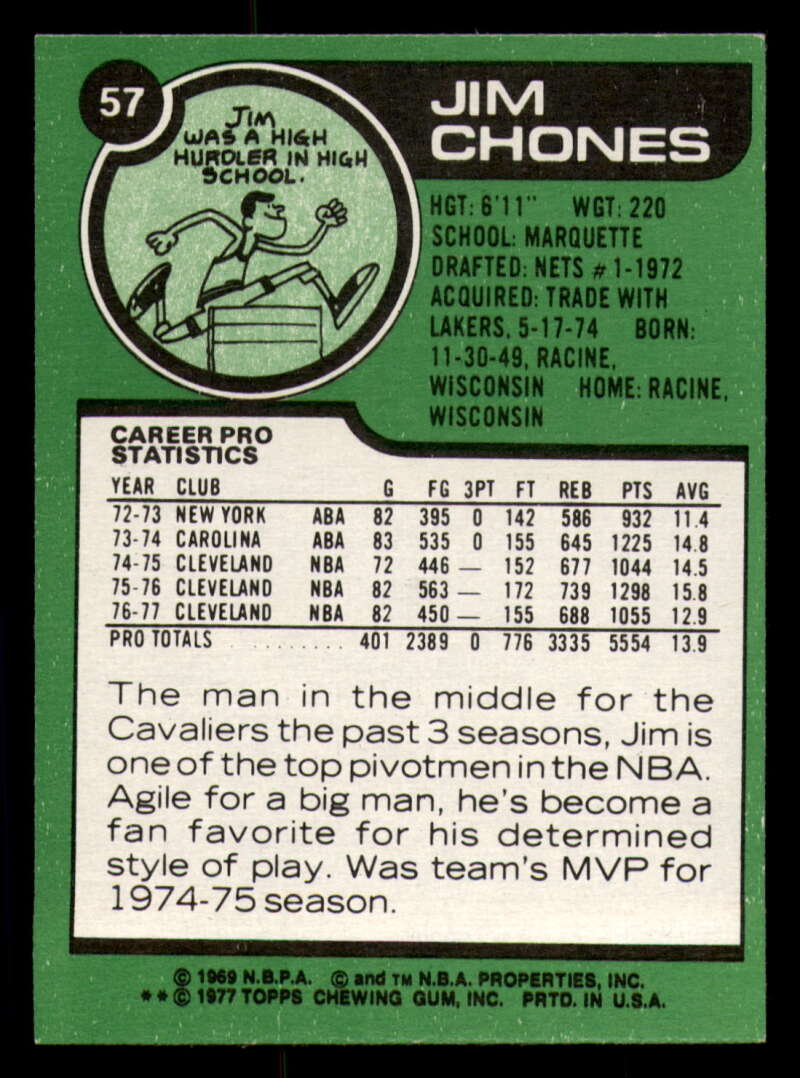 57
JIM
WAS A HIGH
HURDLER IN HIGH
SCHOOL.
JIM
CHONES
HGT: 6'11" WGT: 220
SCHOOL: MARQUETTE
DRAFTED: NETS #1-1972
ACQUIRED: TRADE WITH
LAKERS, 5-17-74 BORN:
11-30-49, RACINE,
WISCONSIN HOME: RACINE,
WISCONSIN
CAREER PRO
STATISTICS
YEAR CLUB G FG 3PT FT REB PTS AVG
72-73 NEW YORK ABA 82 395 0 142 586 932 11.4
73-74 CAROLINA ABA 83 535 0 155 645 1225 14.8
74-75 CLEVELAND NBA 72 446 — 152 677 1044 14.5
75-76 CLEVELAND NBA 82 563 — 172 739 1298 15.8
76-77 CLEVELAND NBA 82 450 — 155 688 1055 12.9
PRO TOTALS ......... 401 2389 0 776 3335 5554 13.9
The man in the middle for the
Cavaliers the past 3 seasons, Jim is
one of the top pivotmen in the NBA.
Agile for a big man, he's become a
fan favorite for his determined
style of play. Was team's MVP for
1974-75 season.
© 1969 N.B.P.A. © and TM N.B.A. PROPERTIES, INC.
** © 1977 TOPPS CHEWING GUM, INC. PRTD. IN U.S.A.